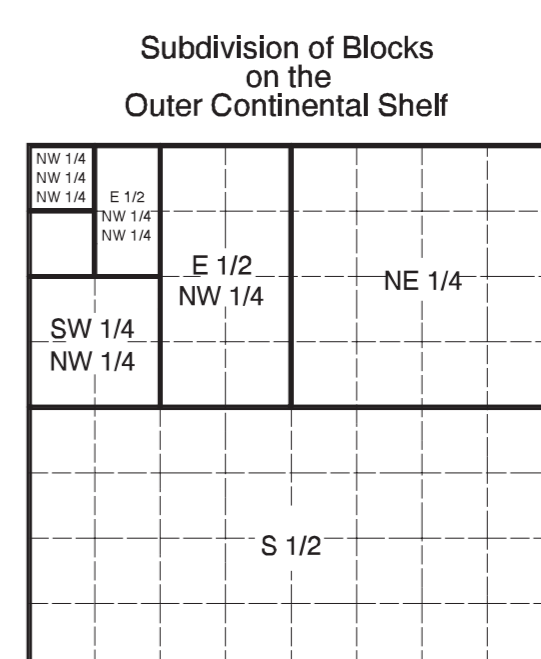 Subdivision of Blocks
on the
Outer Continental Shelf
NW 1/4
NW 1/4
NW 1/4
E 1/2
NW 1/4
NW 1/4
E 1/2
NW 1/4
NE 1/4
SW 1/4
NW 1/4
S 1/2